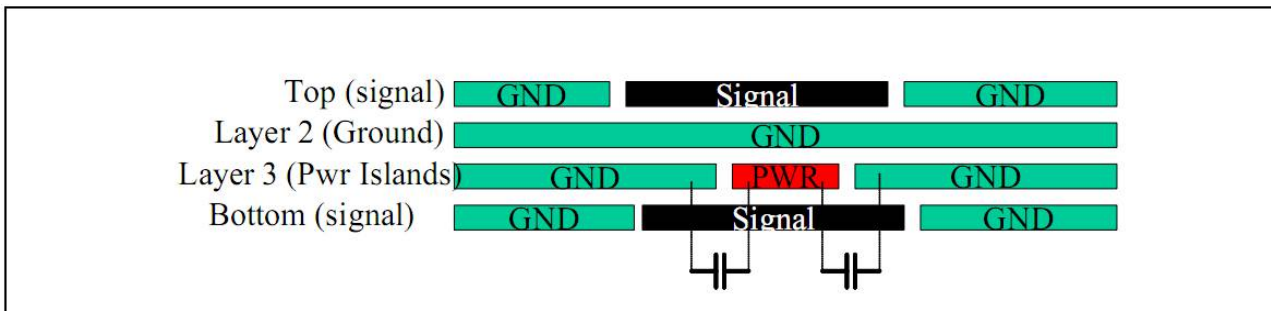 Top (signal) GND Signal GND
Layer 2 (Ground) GND
Layer 3 (Pwr Islands) GND PWR GND
Bottom (signal) GND Signal GND